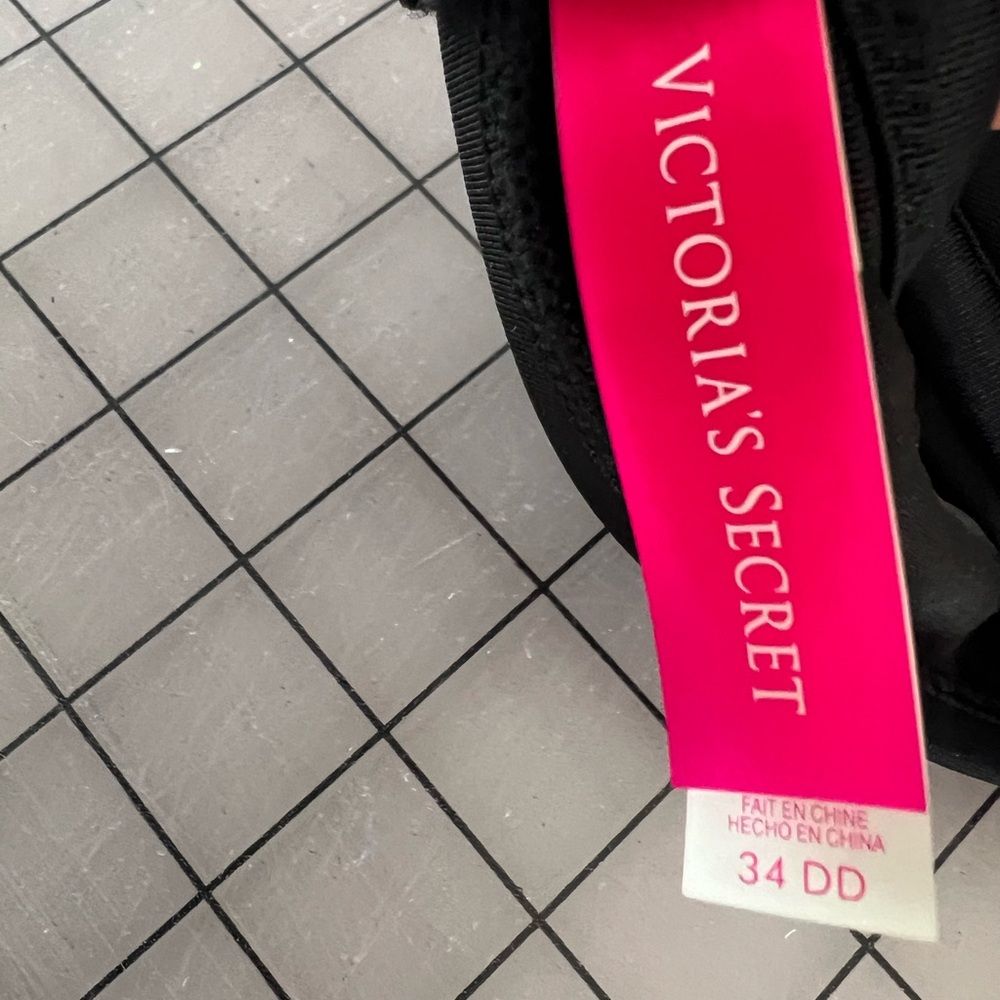 VICTORIA'S SECRET
FAIT EN CHINE
HECHO EN CHINA
34 DD